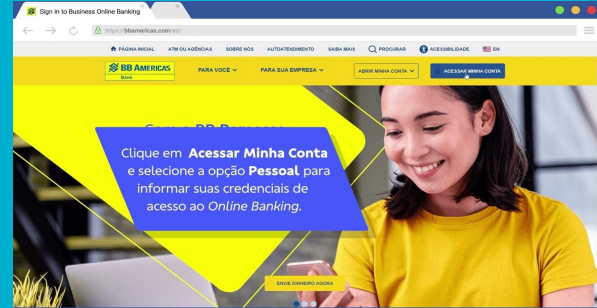 Sign in to Business Online Banking
https://bbamericas.com/en/
PÁGINA INICIAL ATM OU AGÊNCIAS SOBRE NÓS AUTOATENDIMENTO SAIBA MAIS PROCURAR ACESSIBILIDADE EN
BB AMERICAS
Bank
PARA VOCÊ PARA SUA EMPRESA ABRIR MINHA CONTA ACESSAR MINHA CONTA
Com o BB
Clique em Acessar Minha Conta
e selecione a opção Pessoal para
informar suas credenciais de
acesso ao Online Banking.
ENVIE DINHEIRO AGORA